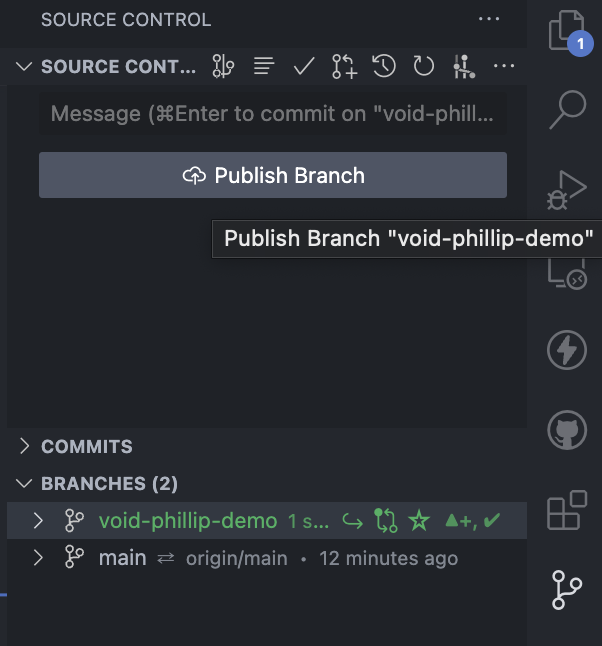 SOURCE CONTROL
SOURCE CONT...
1
Message (⌘Enter to commit on "void-phill...
Publish Branch
Publish Branch "void-phillip-demo"
COMMITS
BRANCHES (2)
void-phillip-demo 1 s... ▲+, ✔
main ⇄ origin/main • 12 minutes ago